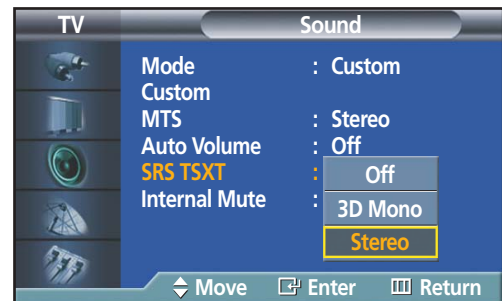 TV Sound
Mode : Custom
Custom
MTS : Stereo
Auto Volume : Off
SRS TSXT :
Off
Internal Mute :
3D Mono
Stereo
Move Enter Return